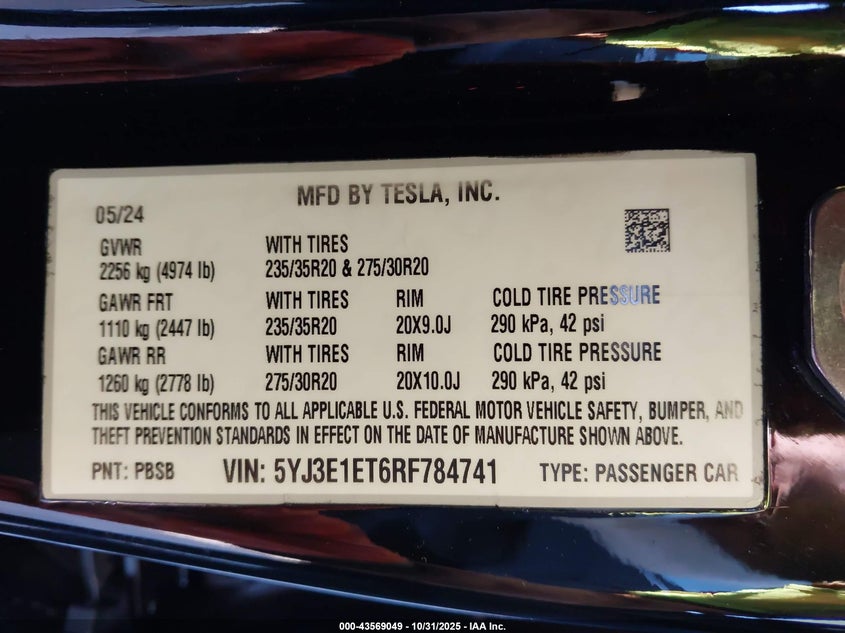 MFD BY TESLA, INC.
05/24
GVWR WITH TIRES
2256 kg (4974 lb) 235/35R20 & 275/30R20
GAWR FRT WITH TIRES RIM COLD TIRE PRESSURE
1110 kg (2447 lb) 235/35R20 20X9.0J 290 kPa, 42 psi
GAWR RR WITH TIRES RIM COLD TIRE PRESSURE
1260 kg (2778 lb) 275/30R20 20X10.0J 290 kPa, 42 psi
THIS VEHICLE CONFORMS TO ALL APPLICABLE U.S. FEDERAL MOTOR VEHICLE SAFETY, BUMPER, AND
THEFT PREVENTION STANDARDS IN EFFECT ON THE DATE OF MANUFACTURE SHOWN ABOVE.
PNT: PBSB VIN: 5YJ3E1ET6RF784741 TYPE: PASSENGER CAR
000-43569049 - 10/31/2025 - IAA Inc.